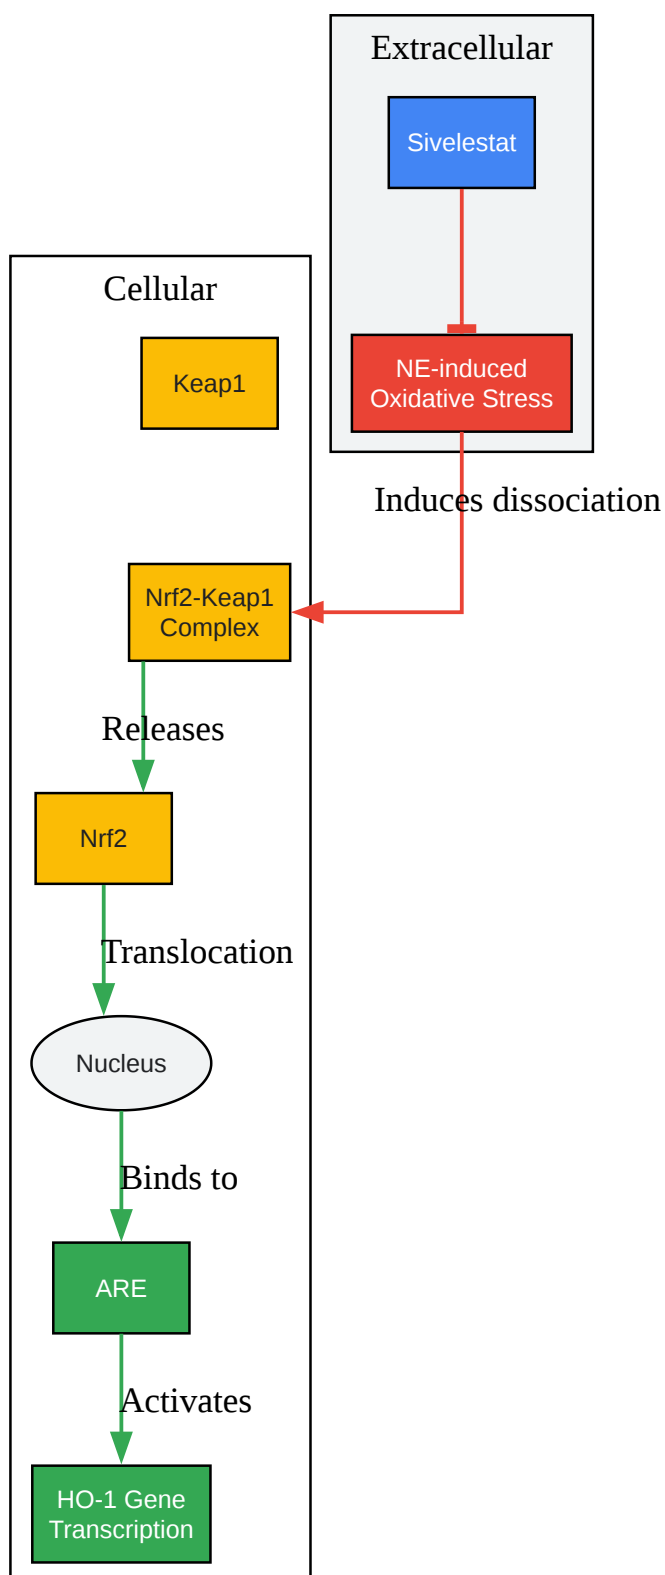 Extracellular
Sivelestat
NE-induced
Oxidative Stress
Induces dissociation
Cellular
Keap1
Nrf2-Keap1
Complex
Releases
Nrf2
Translocation
Nucleus
Binds to
ARE
Activates
HO-1 Gene
Transcription